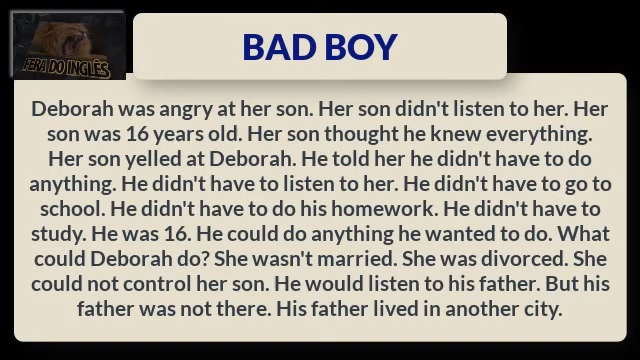 FERA DO INGLÊS
BAD BOY
Deborah was angry at her son. Her son didn't listen to her. Her
son was 16 years old. Her son thought he knew everything.
Her son yelled at Deborah. He told her he didn't have to do
anything. He didn't have to listen to her. He didn't have to go to
school. He didn't have to do his homework. He didn't have to
study. He was 16. He could do anything he wanted to do. What
could Deborah do? She wasn't married. She was divorced. She
could not control her son. He would listen to his father. But his
father was not there. His father lived in another city.